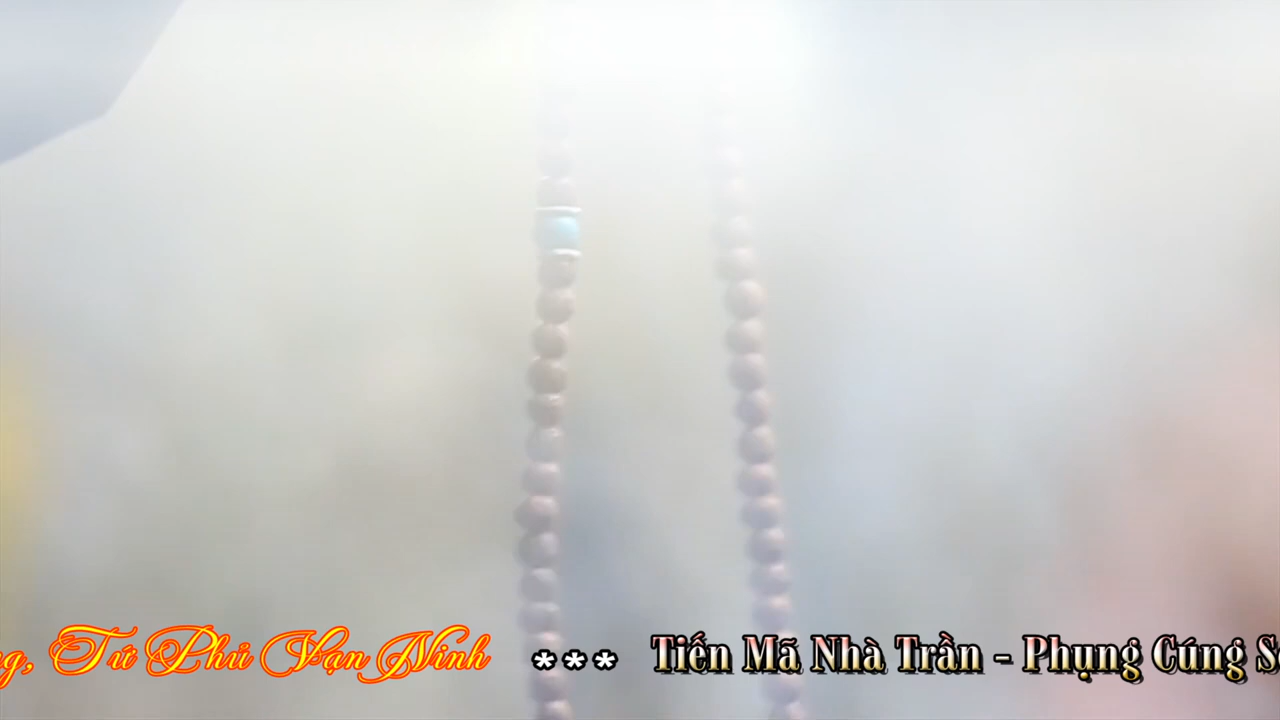 Tứ Phủ Vạn Ninh *** Tiến Mã Nhà Trần - Phụng Cúng